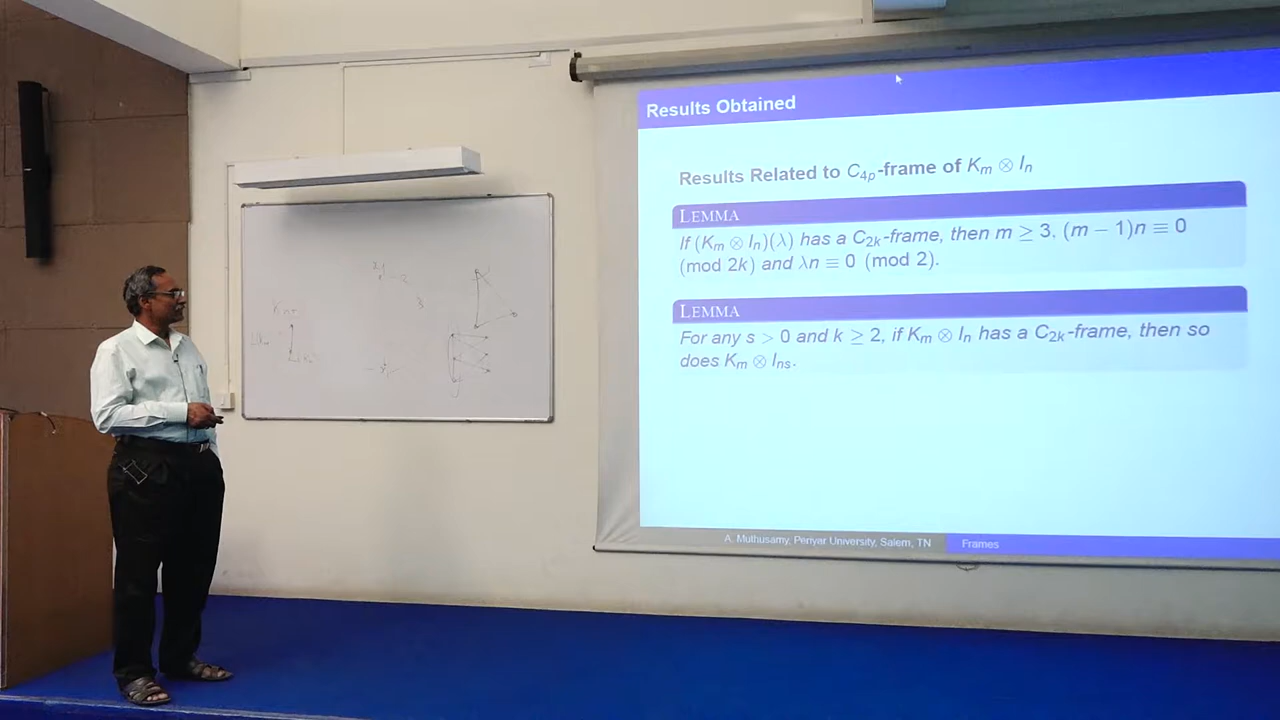 Results Obtained
Results Related to C₄ₚ-frame of Kₘ ⊗ Iₙ
LEMMA
If (Kₘ ⊗ Iₙ)(λ) has a C₂ₖ-frame, then m ≥ 3, (m − 1)n ≡ 0
(mod 2k) and λn ≡ 0 (mod 2).
LEMMA
For any s > 0 and k ≥ 2, if Kₘ ⊗ Iₙ has a C₂ₖ-frame, then so
does Kₘ ⊗ Iₙₛ.
A. Muthusamy, Periyar University, Salem, TN
Frames